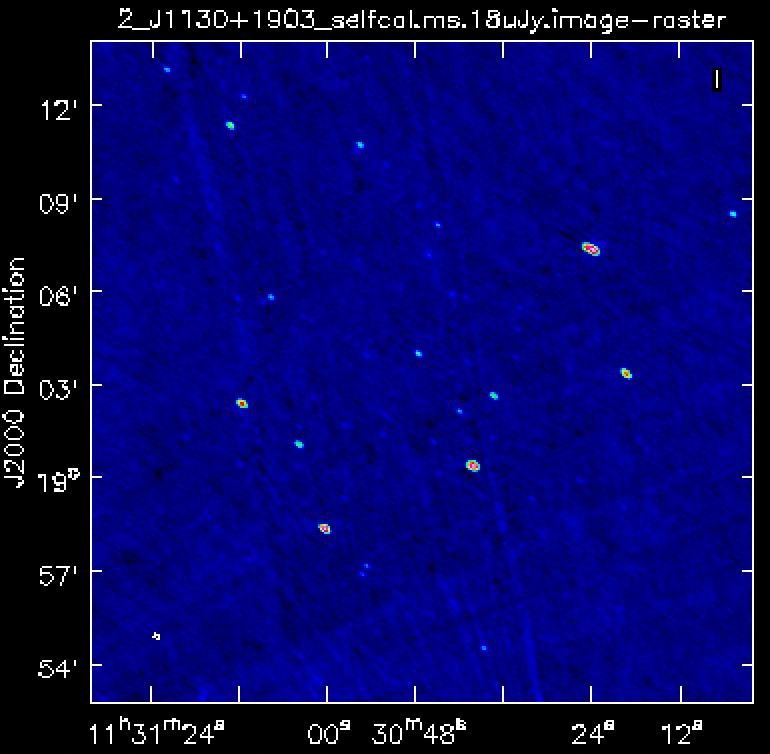 2_J1130+1903_selfcal.ms.18uJy.image-raster
I
12'
09'
06'
03'
19°
57'
54'
J2000 Declination
11ʰ31ᵐ24ˢ 00ˢ 30ᵐ48ˢ 24ˢ 12ˢ